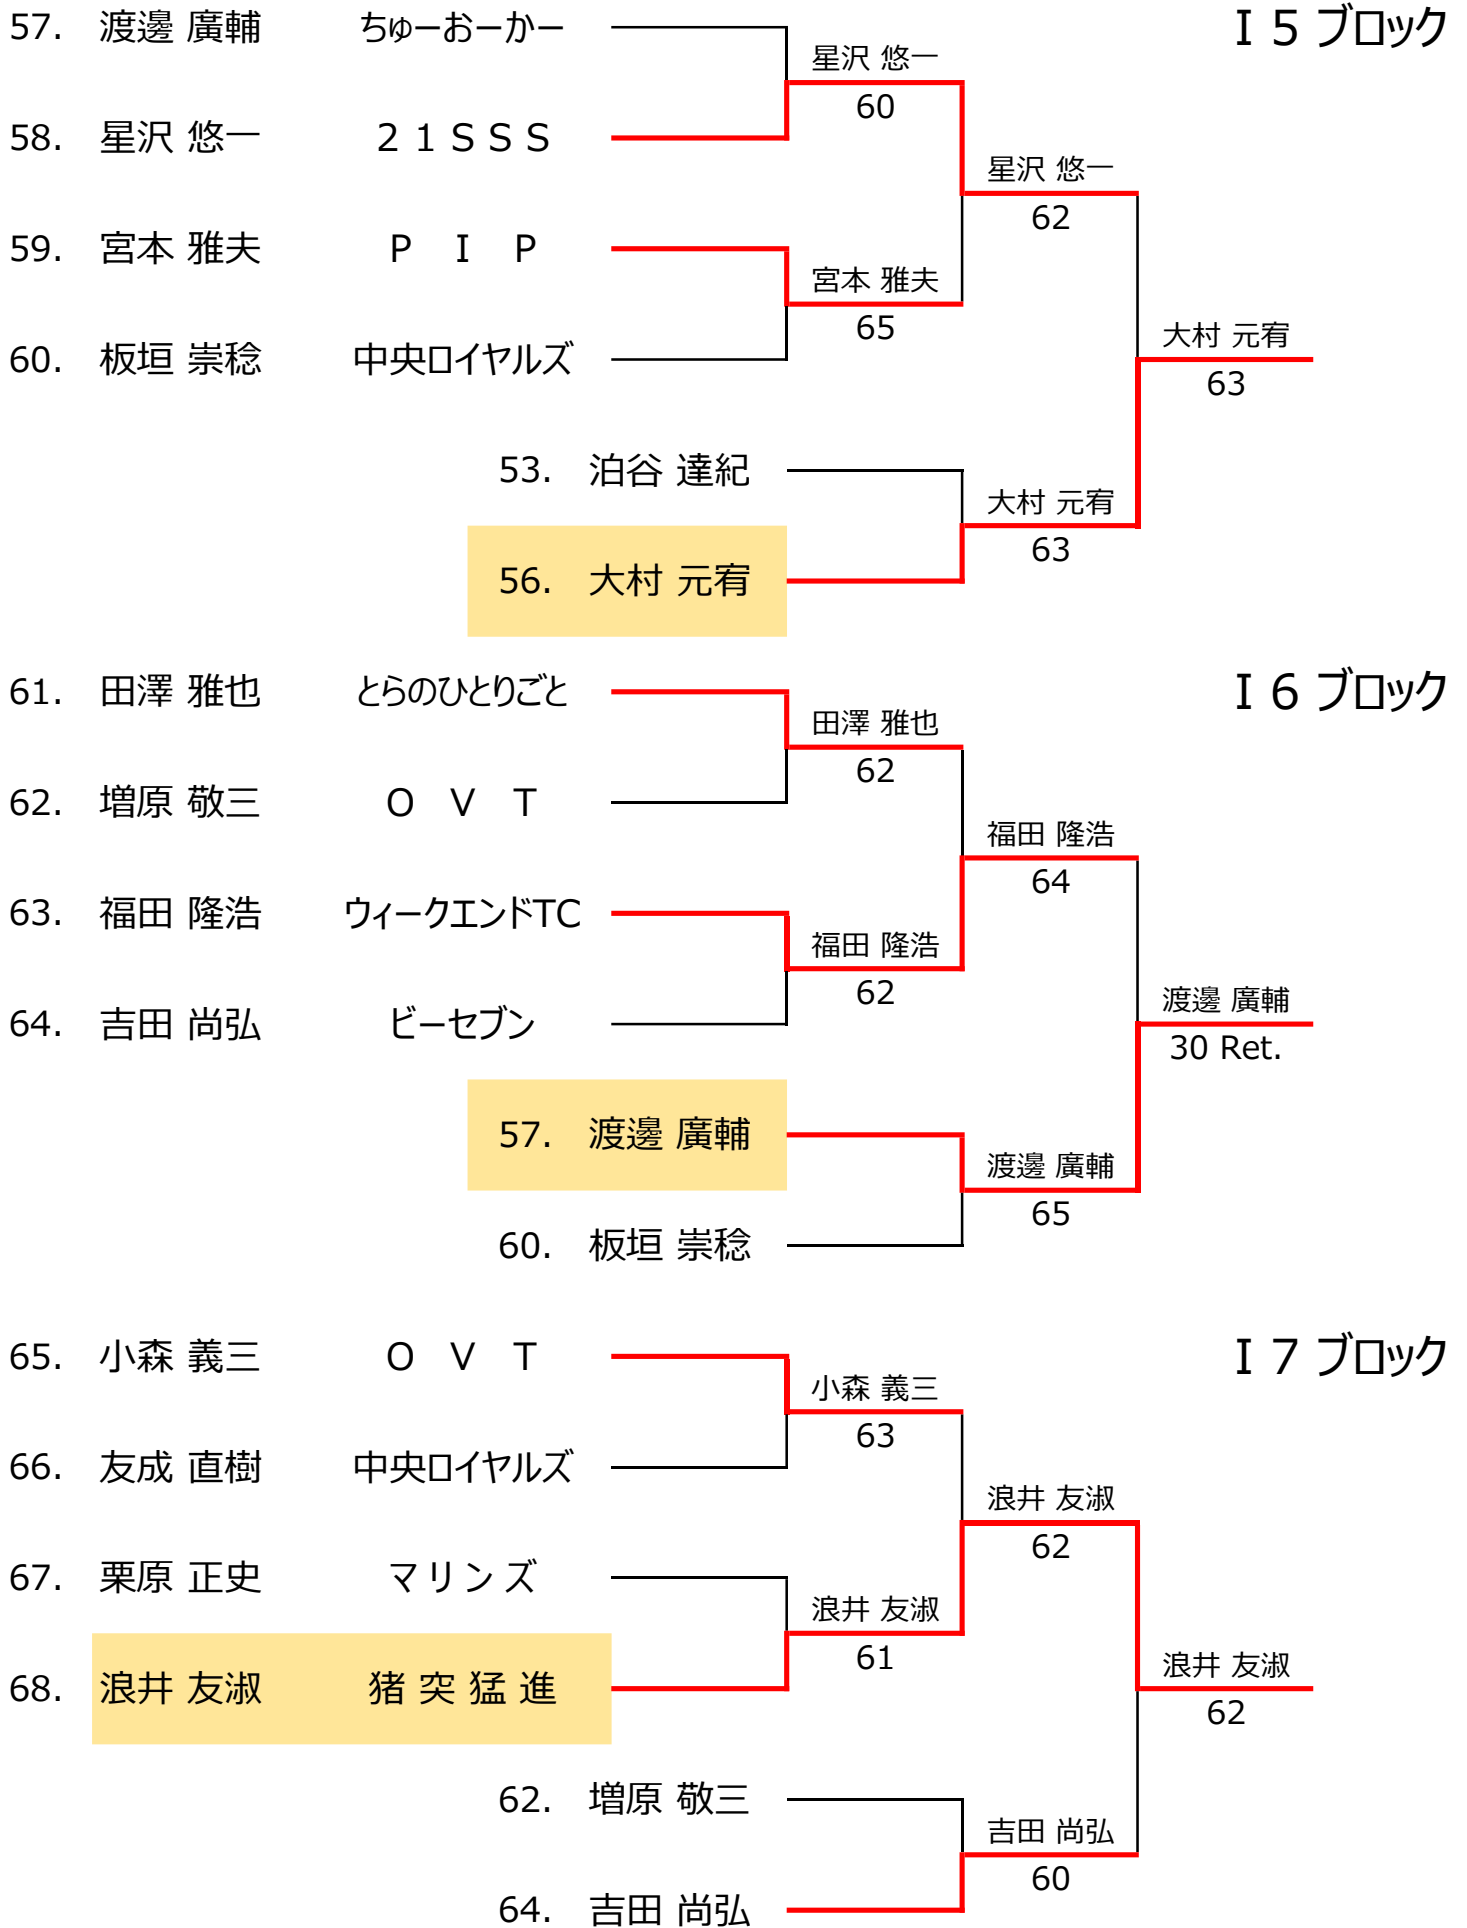 57. 渡邊 廣輔 ちゅーおーかー I 5 ブロック
星沢 悠一
60
58. 星沢 悠一 21SSS
星沢 悠一
62
59. 宮本 雅夫 P I P
宮本 雅夫
65
60. 板垣 崇稔 中央ロイヤルズ
大村 元宥
63
53. 泊谷 達紀
大村 元宥
63
56. 大村 元宥
61. 田澤 雅也 とらのひとりごと I 6 ブロック
田澤 雅也
62
62. 増原 敬三 O V T
福田 隆浩
64
63. 福田 隆浩 ウィークエンドTC
福田 隆浩
62
64. 吉田 尚弘 ビーセブン
渡邊 廣輔
30 Ret.
57. 渡邊 廣輔
渡邊 廣輔
65
60. 板垣 崇稔
65. 小森 義三 O V T I 7 ブロック
小森 義三
63
66. 友成 直樹 中央ロイヤルズ
浪井 友淑
62
67. 栗原 正史 マリンズ
浪井 友淑
61
68. 浪井 友淑 猪突猛進
浪井 友淑
62
62. 増原 敬三
吉田 尚弘
60
64. 吉田 尚弘